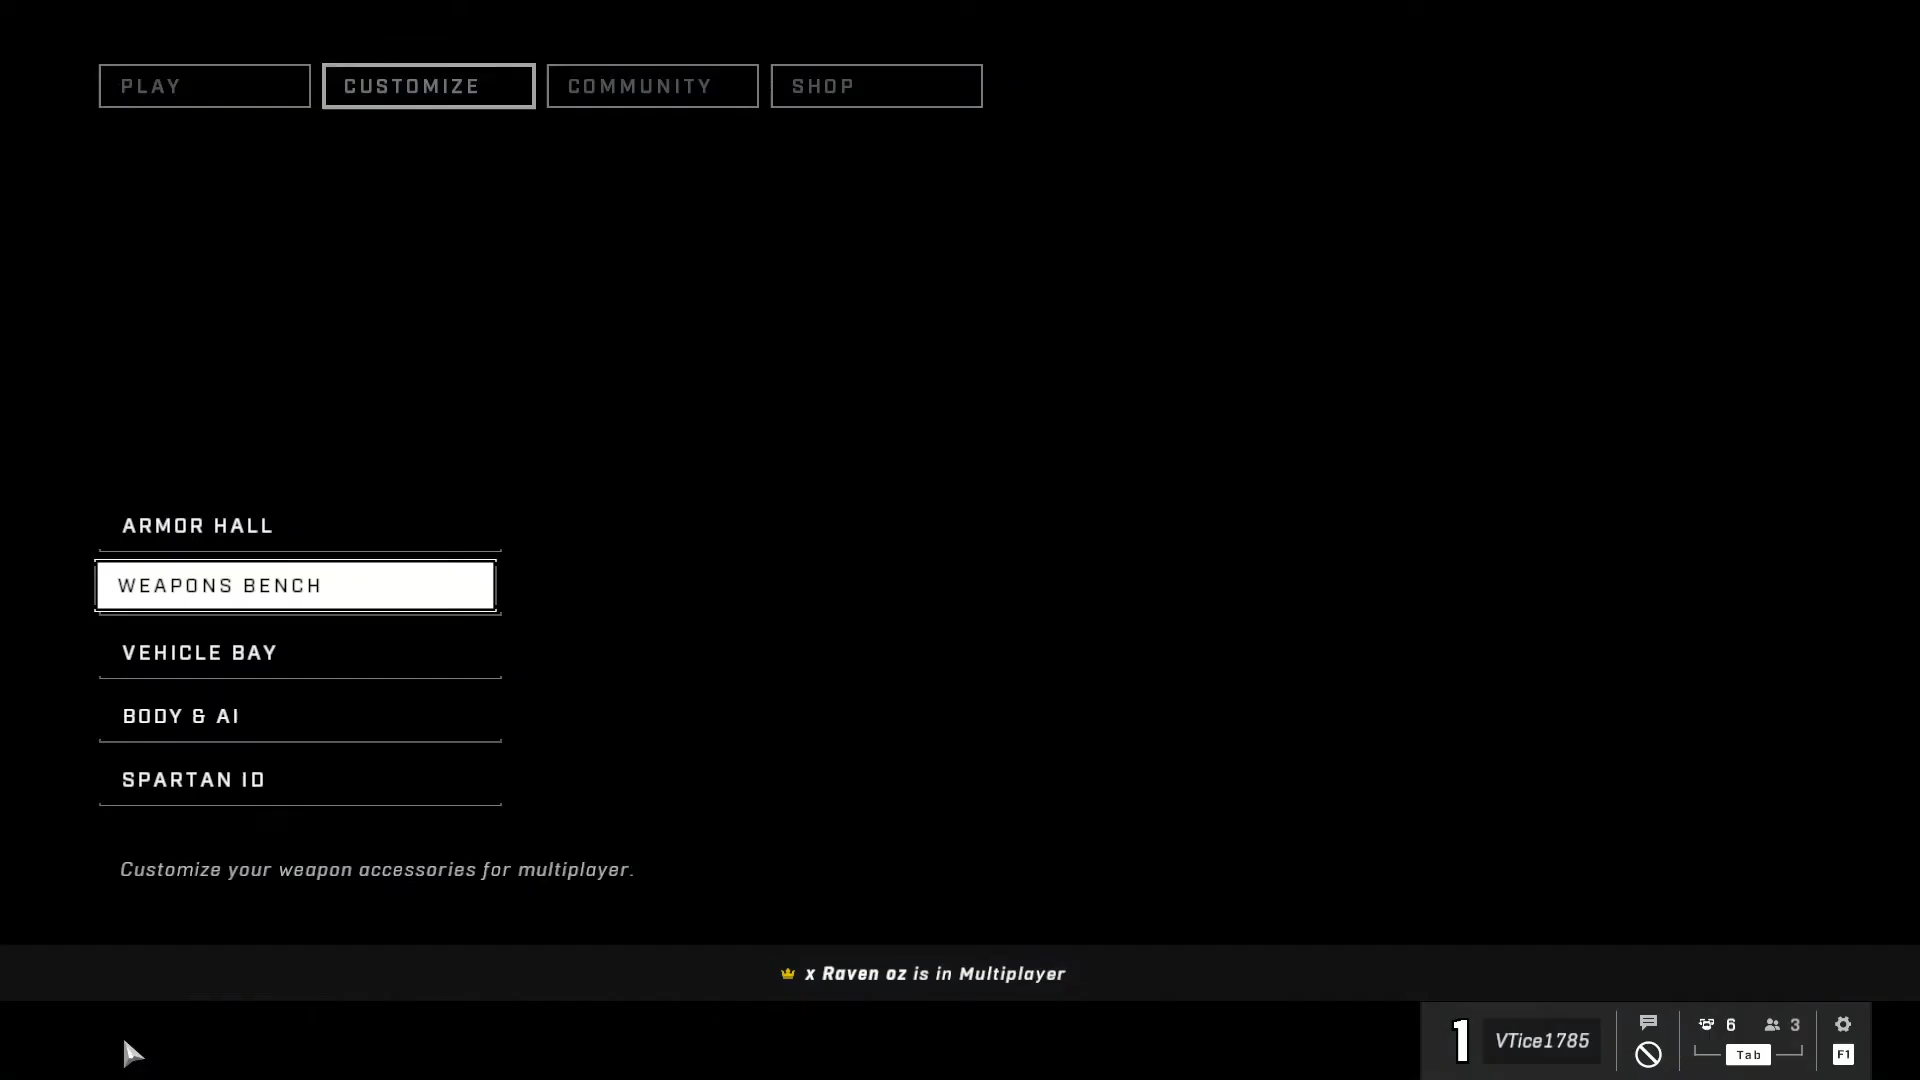 PLAY
CUSTOMIZE
COMMUNITY
SHOP
ARMOR HALL
WEAPONS BENCH
VEHICLE BAY
BODY & AI
SPARTAN ID
Customize your weapon accessories for multiplayer.
x Raven oz is in Multiplayer
1
VTice1785
6
3
Tab
F1